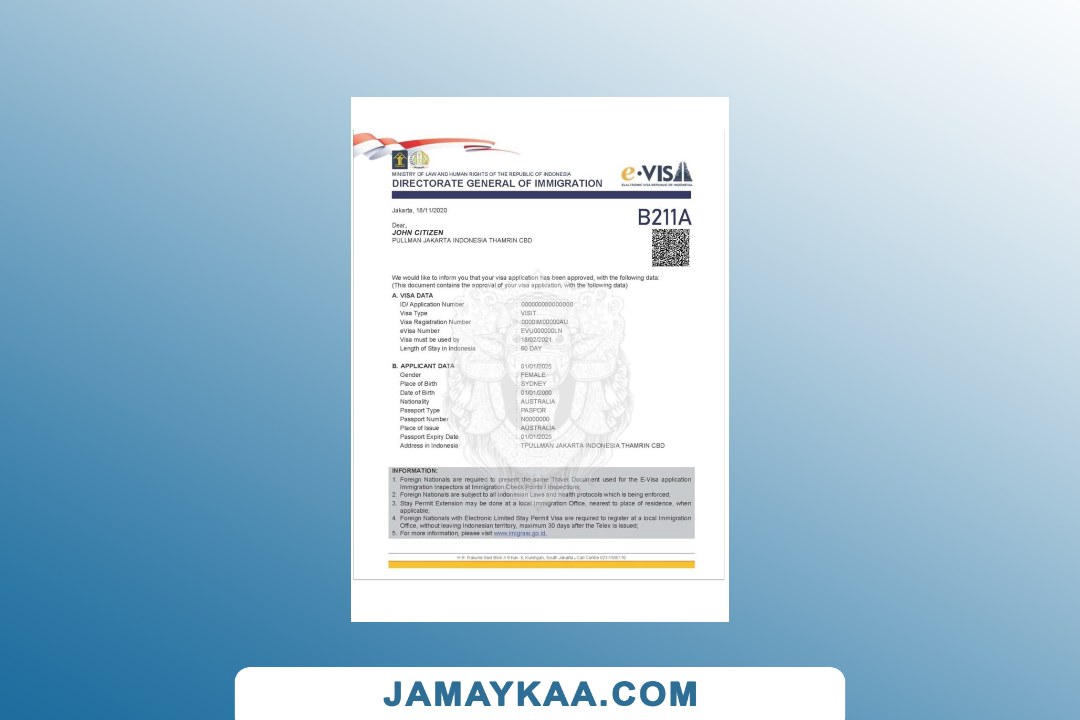 MINISTRY OF LAW AND HUMAN RIGHTS OF THE REPUBLIC OF INDONESIA
DIRECTORATE GENERAL OF IMMIGRATION
e·VISA
ELECTRONIC VISA REPUBLIC OF INDONESIA
Jakarta, 18/11/2020
B211A
Dear,
JOHN CITIZEN
PULLMAN JAKARTA INDONESIA THAMRIN CBD
We would like to inform you that your visa application has been approved, with the following data:
(This document contains the approval of your visa application, with the following data)
A. VISA DATA
ID/ Application Number : 000000000000000
Visa Type : VISIT
Visa Registration Number : 0000IM00000AU
eVisa Number : EVU000000LN
Visa must be used by : 18/02/2021
Length of Stay in Indonesia : 60 DAY
B. APPLICANT DATA : 01/01/2025
Gender : FEMALE
Place of Birth : SYDNEY
Date of Birth : 01/01/2000
Nationality : AUSTRALIA
Passport Type : PASPOR
Passport Number : N0000000
Place of Issue : AUSTRALIA
Passport Expiry Date : 01/01/2025
Address in Indonesia : TPULLMAN JAKARTA INDONESIA THAMRIN CBD
INFORMATION:
1. Foreign Nationals are required to present the same Travel Document used for the E-Visa application
Immigration Inspectors at Immigration Check Points / Inspections;
2. Foreign Nationals are subject to all Indonesian Laws and health protocols which is being enforced;
3. Stay Permit Extension may be done at a local Immigration Office, nearest to place of residence, when
applicable;
4. Foreign Nationals with Electronic Limited Stay Permit Visa are required to register at a local Immigration
Office, without leaving Indonesian territory, maximum 30 days after the Telex is issued;
5. For more information, please visit www.imigrasi.go.id.
South Jakarta
JAMAYKAA.COM